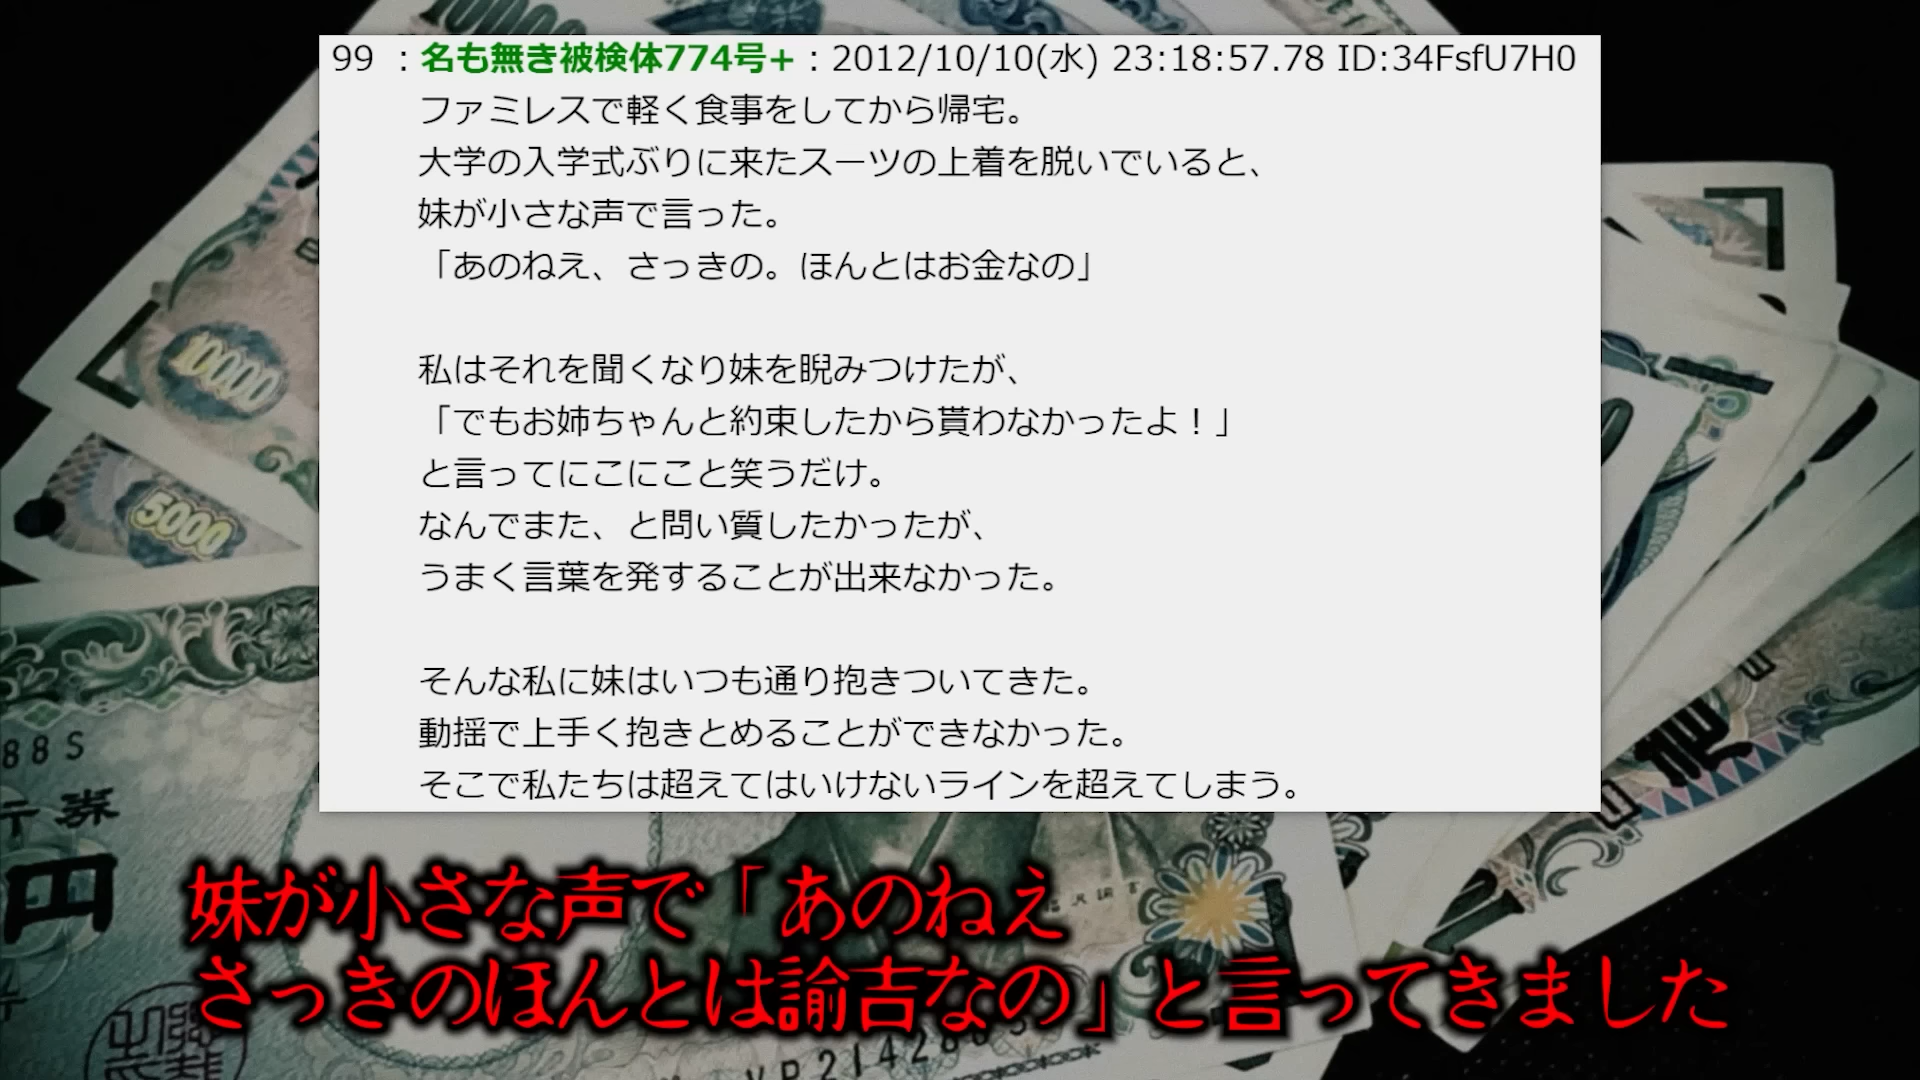 99 ：名も無き被検体774号+：2012/10/10(水) 23:18:57.78 ID:34FsfU7H0
ファミレスで軽く食事をしてから帰宅。
大学の入学式ぶりに来たスーツの上着を脱いでいると、
妹が小さな声で言った。
「あのねえ、さっきの。ほんとはお金なの」
私はそれを聞くなり妹を睨みつけたが、
「でもお姉ちゃんと約束したから貰わなかったよ！」
と言ってにこにこと笑うだけ。
なんでまた、と問い質したかったが、
うまく言葉を発することが出来なかった。
そんな私に妹はいつも通り抱きついてきた。
動揺で上手く抱きとめることができなかった。
そこで私たちは超えてはいけないラインを超えてしまう。
10000
5000
88S
券
円
妹が小さな声で「あのねえ
さっきのほんとは諭吉なの」と言ってきました